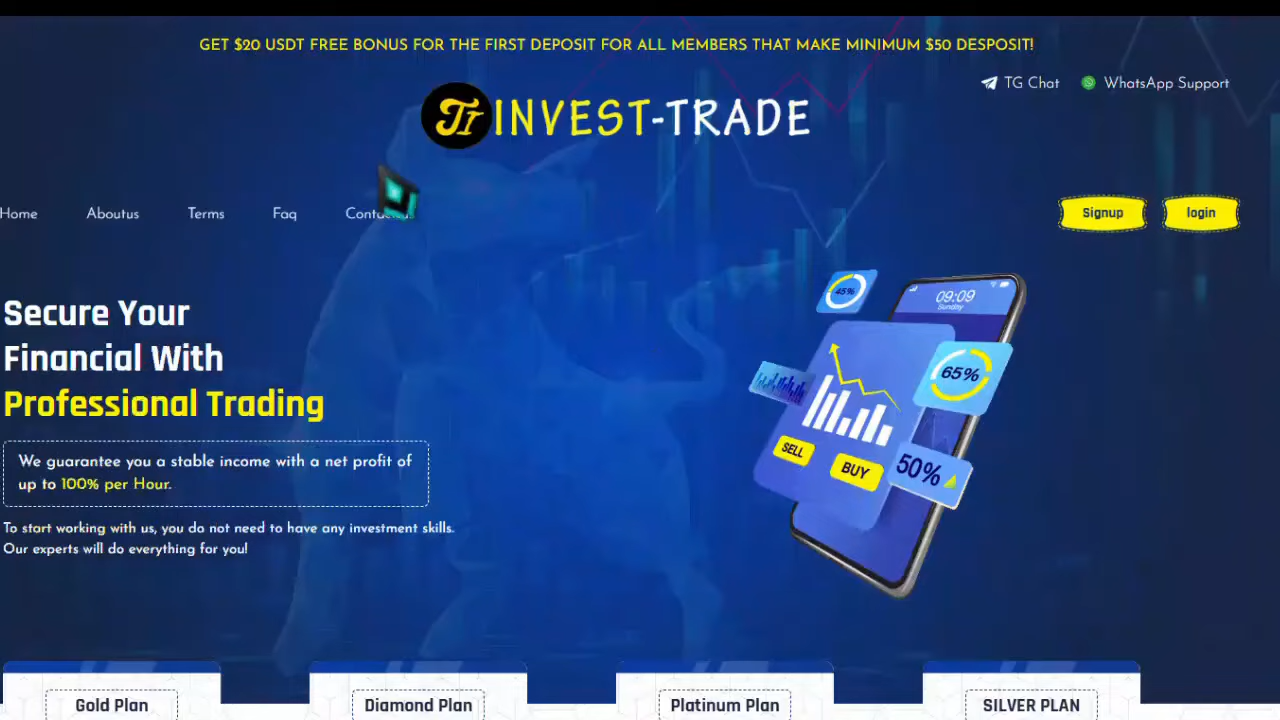 GET $20 USDT FREE BONUS FOR THE FIRST DEPOSIT FOR ALL MEMBERS THAT MAKE MINIMUM $50 DESPOSIT!
TG Chat WhatsApp Support
INVEST-TRADE
Home Aboutus Terms Faq
Signup login
Secure Your
Financial With
Professional Trading
We guarantee you a stable income with a net profit of
up to 100% per Hour.
To start working with us, you do not need to have any investment skills.
Our experts will do everything for you!
45%
09:09
Sunday
65%
SELL
BUY
50%
Gold Plan Diamond Plan Platinum Plan SILVER PLAN